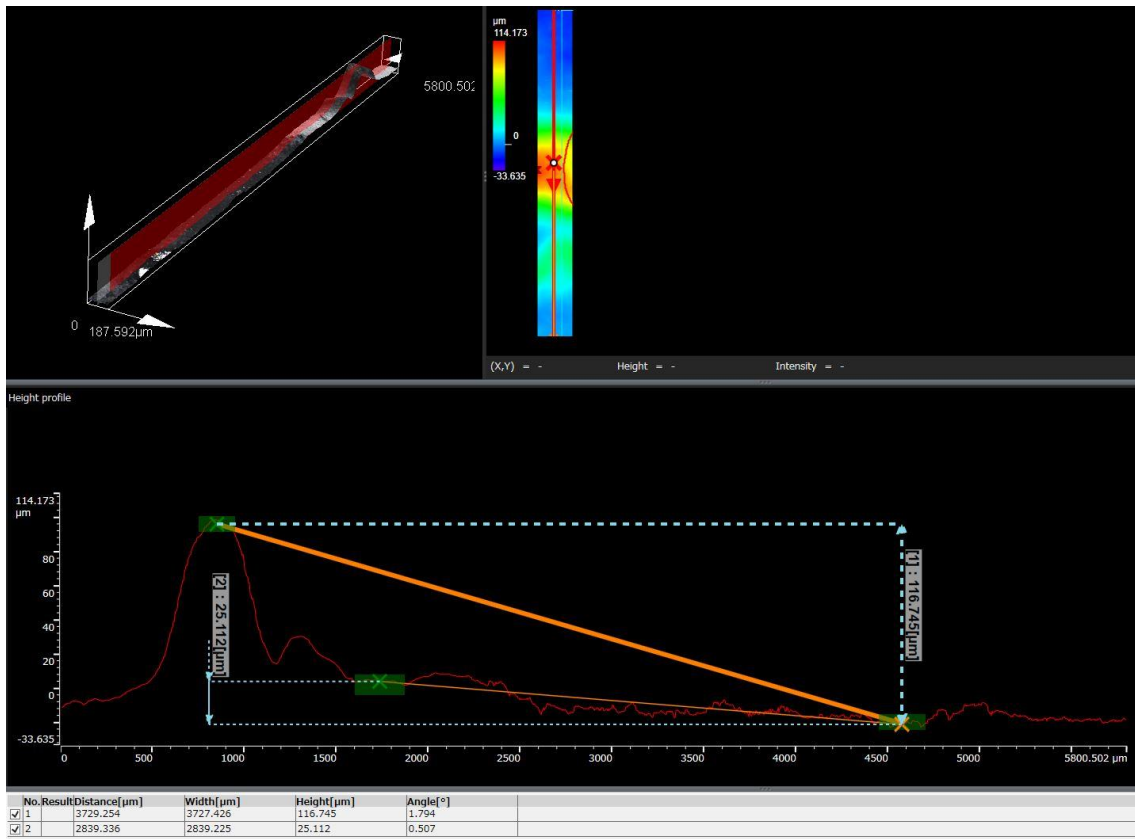 5800.502
0
187.592µm
µm
114.173
0
-33.635
(X,Y) = - Height = - Intensity = -
Height profile
114.173
µm
80
60
40
20
0
-33.635
[2] : 25.112[µm]
[1] : 116.745[µm]
0 500 1000 1500 2000 2500 3000 3500 4000 4500 5000 5800.502 µm
No. Result Distance[µm] Width[µm] Height[µm] Angle[°]
1 3729.254 3727.426 116.745 1.794
2 2839.336 2839.225 25.112 0.507